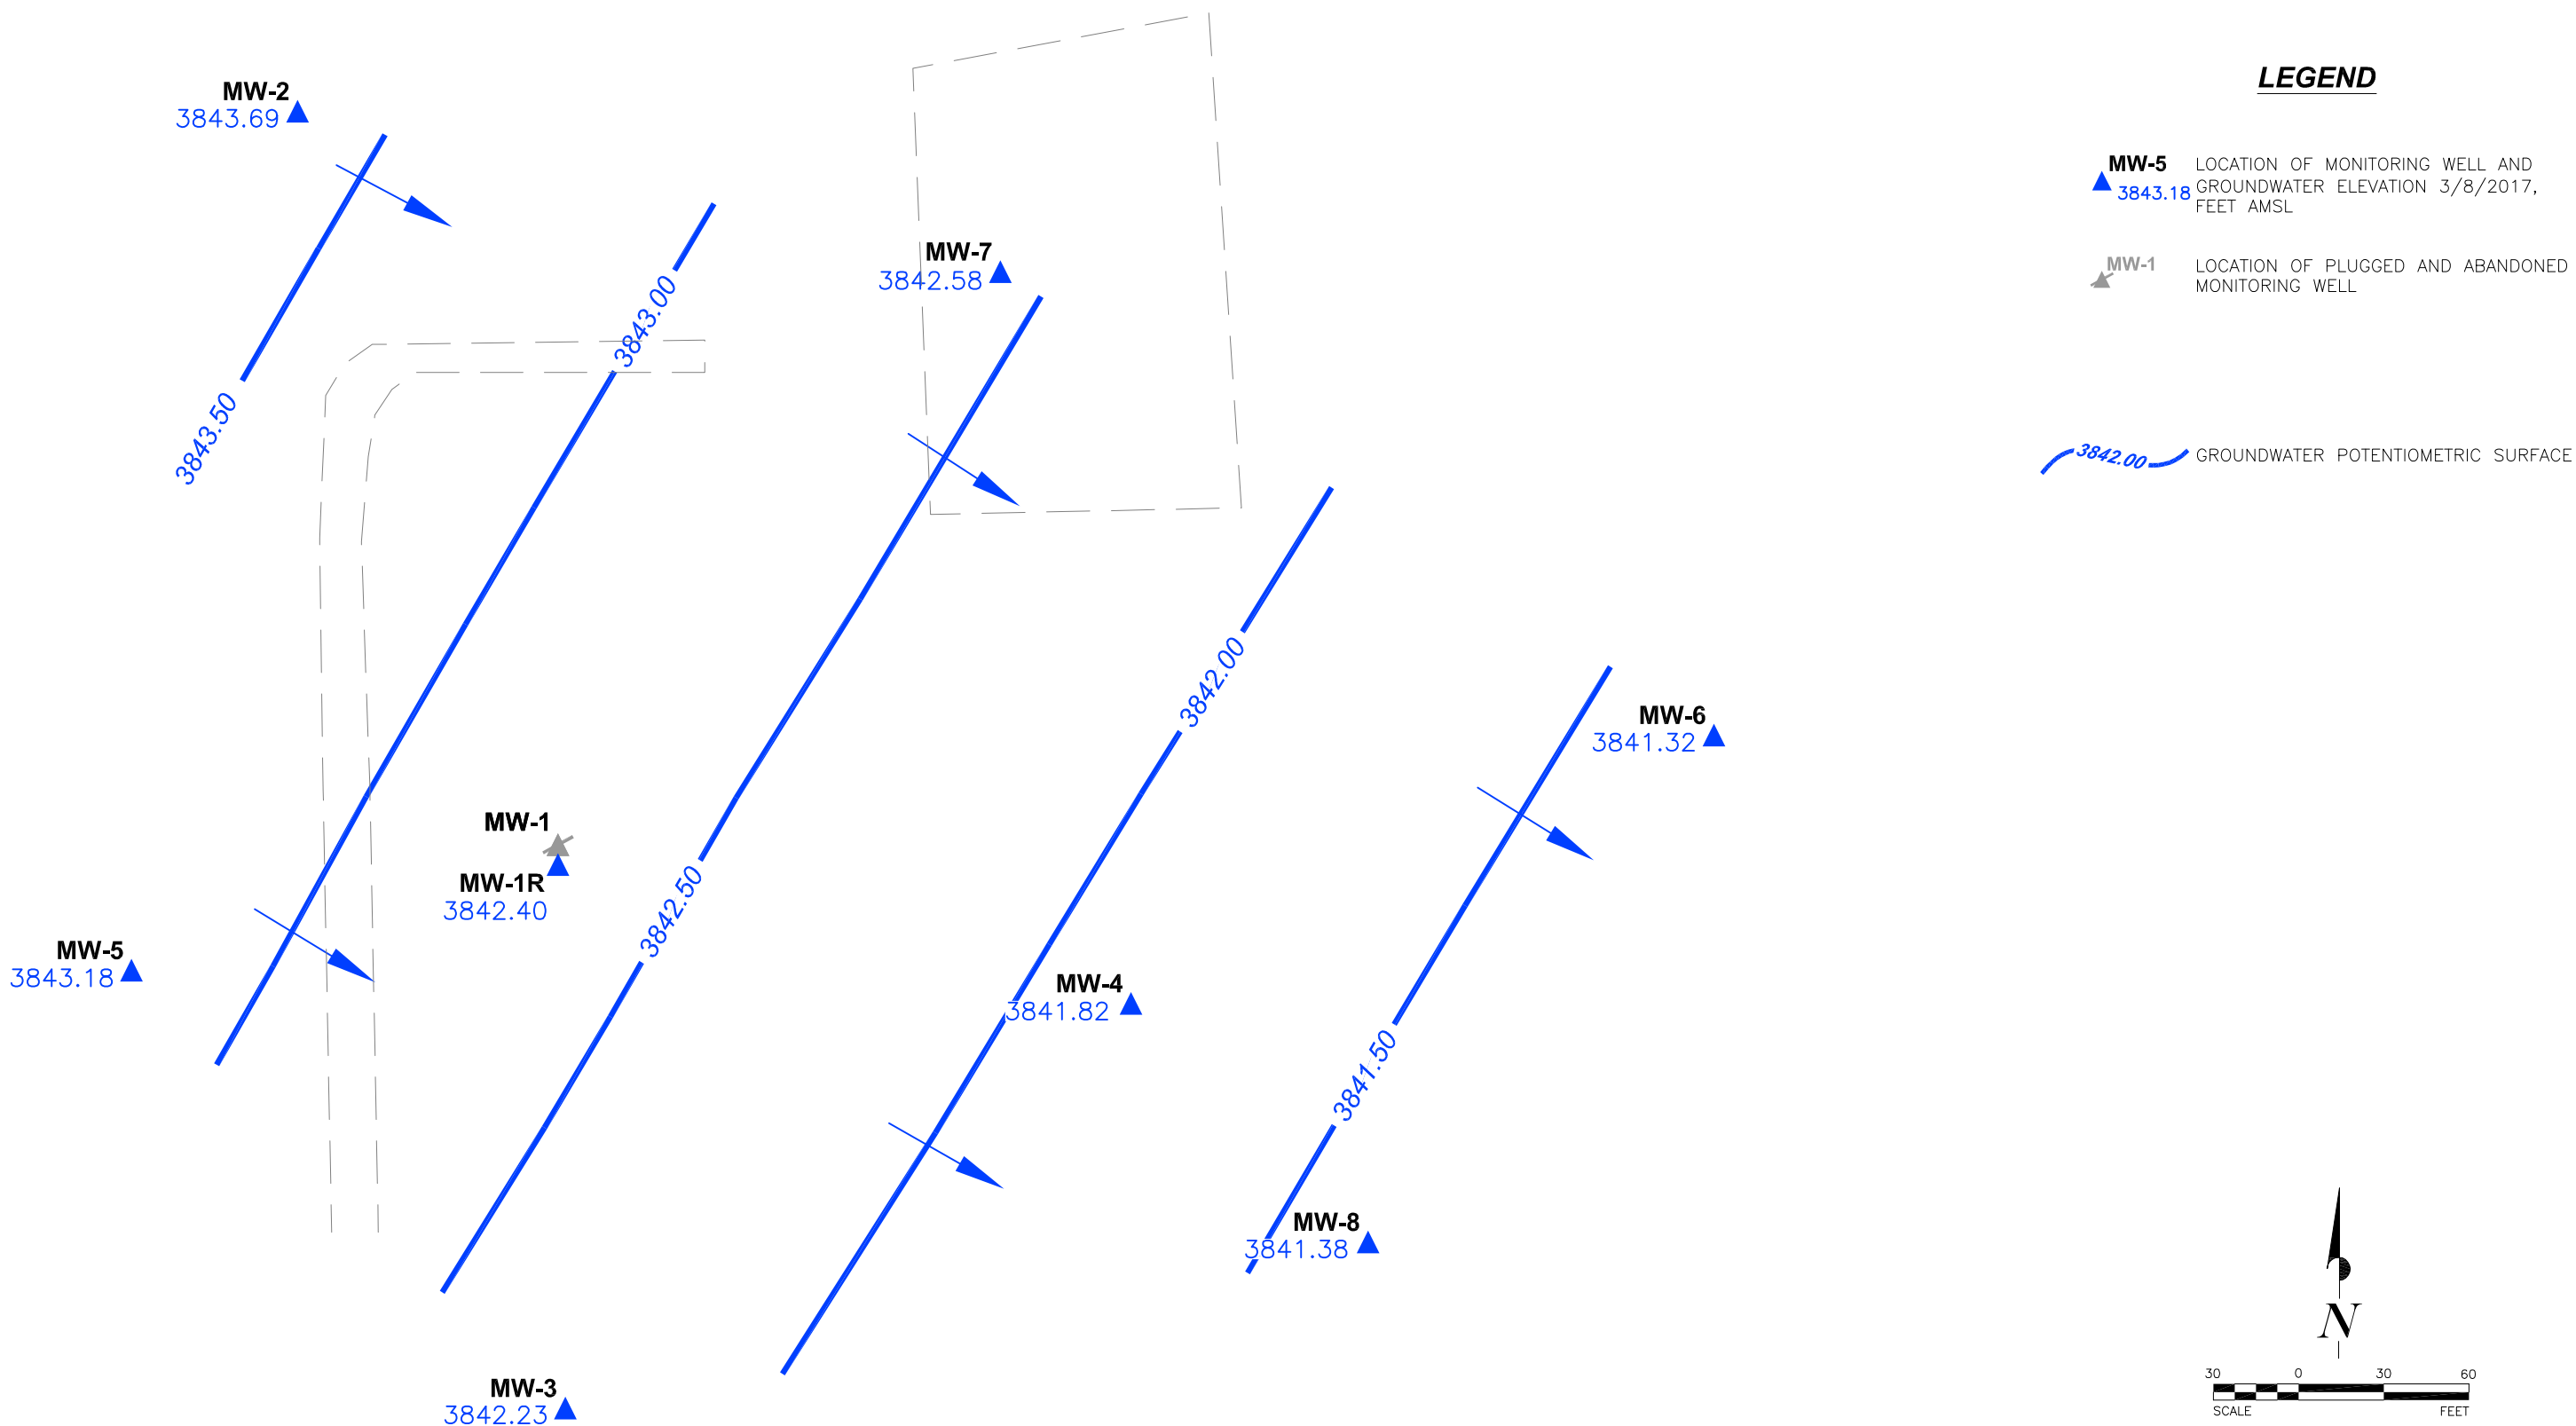 LEGEND
MW-2
3843.69
MW-5
3843.18
LOCATION OF MONITORING WELL AND
GROUNDWATER ELEVATION 3/8/2017,
FEET AMSL
MW-7
3842.58
MW-1
LOCATION OF PLUGGED AND ABANDONED
MONITORING WELL
3843.00
3843.50
3842.00
GROUNDWATER POTENTIOMETRIC SURFACE
3842.00
MW-6
3841.32
MW-1
MW-1R
3842.40
3842.50
MW-5
3843.18
MW-4
3841.82
3841.50
MW-8
3841.38
N
MW-3
3842.23
30 0 30 60
SCALE FEET